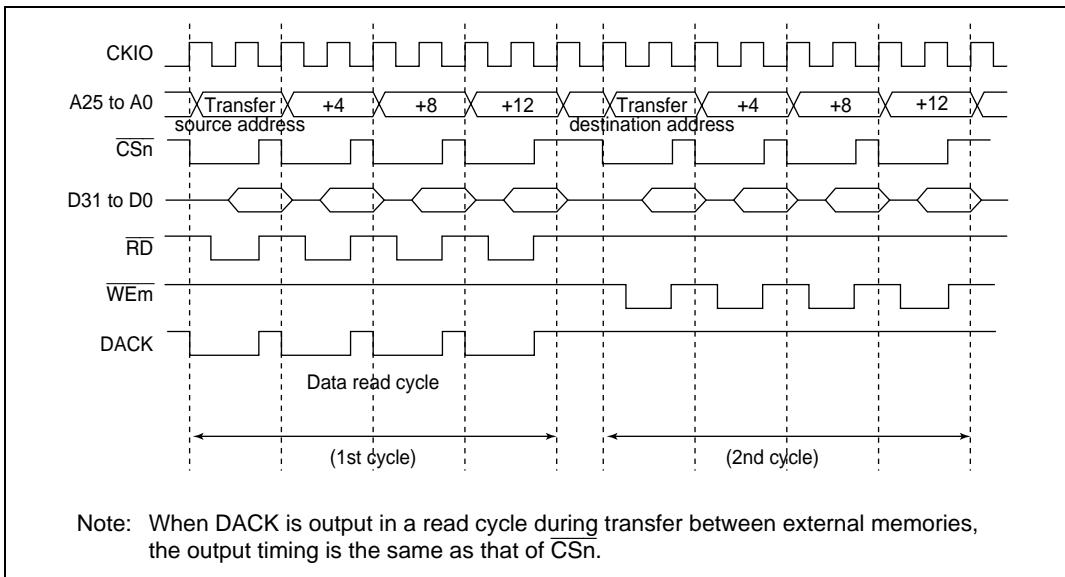 CKIO
A25 to A0 Transfer +4 +8 +12 Transfer +4 +8 +12
source address destination address
CSn
D31 to D0
RD
WEm
DACK
Data read cycle
(1st cycle) (2nd cycle)
Note: When DACK is output in a read cycle during transfer between external memories,
the output timing is the same as that of CSn.